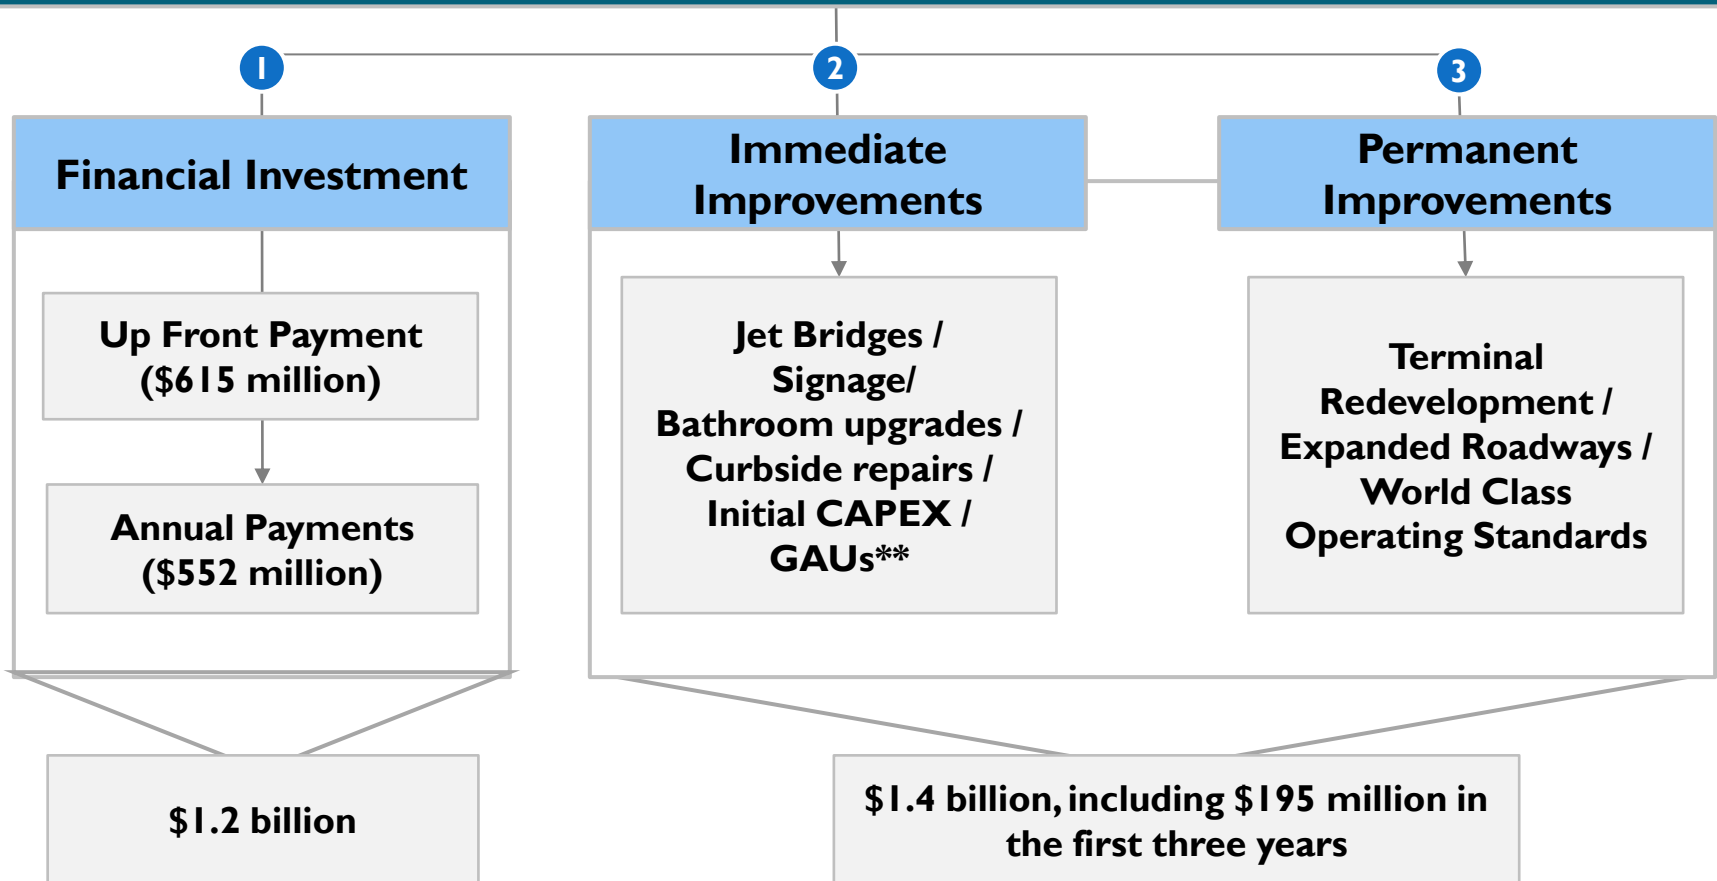 1
2
3
Financial Investment
Immediate
Improvements
Permanent
Improvements
Up Front Payment
($615 million)
Annual Payments
($552 million)
Jet Bridges /
Signage/
Bathroom upgrades /
Curbside repairs /
Initial CAPEX /
GAUs**
Terminal
Redevelopment /
Expanded Roadways /
World Class
Operating Standards
$1.2 billion
$1.4 billion, including $195 million in
the first three years